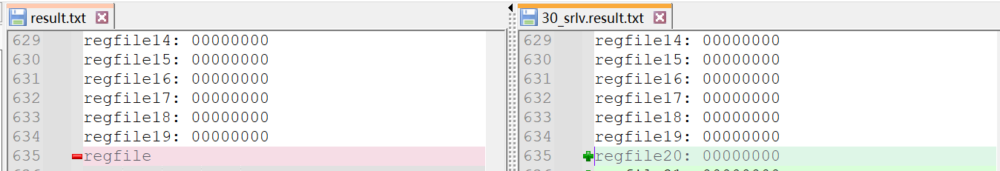 result.txt
629 regfile14: 00000000
630 regfile15: 00000000
631 regfile16: 00000000
632 regfile17: 00000000
633 regfile18: 00000000
634 regfile19: 00000000
635 regfile
30_srlv.result.txt
629 regfile14: 00000000
630 regfile15: 00000000
631 regfile16: 00000000
632 regfile17: 00000000
633 regfile18: 00000000
634 regfile19: 00000000
635 regfile20: 00000000